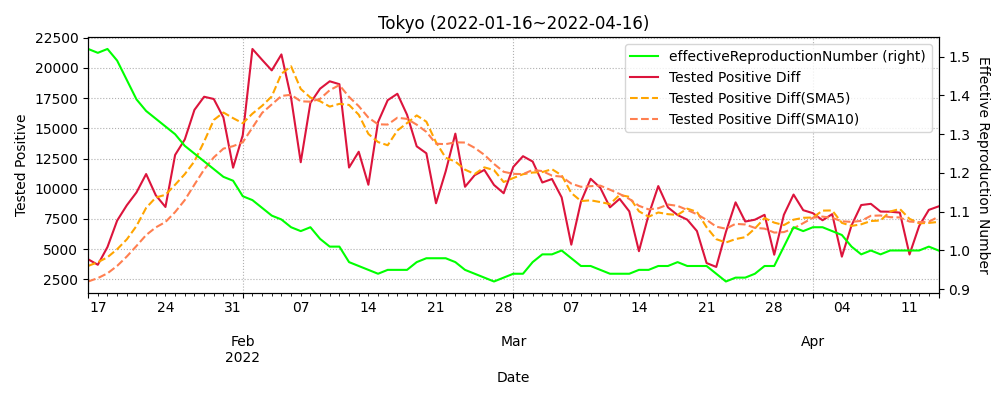 Tokyo (2022-01-16~2022-04-16)
22500
20000
17500
15000
12500
10000
7500
5000
2500
Tested Positive
effectiveReproductionNumber (right)
Tested Positive Diff
Tested Positive Diff(SMA5)
Tested Positive Diff(SMA10)
1.5
1.4
1.3
1.2
1.1
1.0
0.9
Effective Reproduction Number
17 24 31 07 14 21 28 07 14 21 28 04 11
Feb Mar Apr
2022
Date